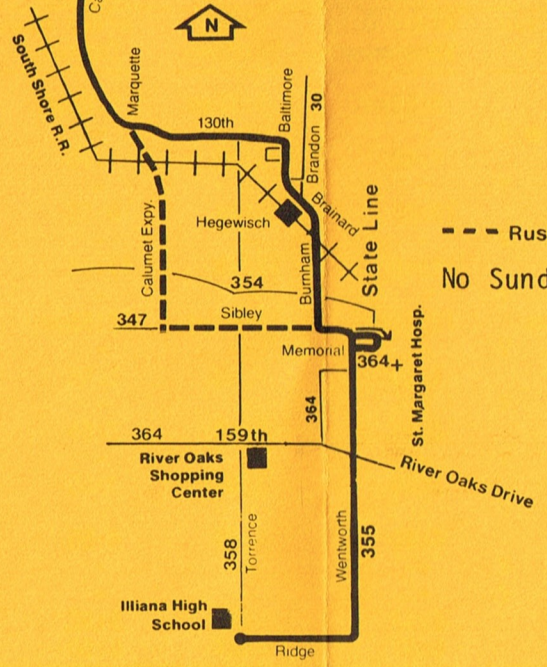 N
South Shore R.R.
Marquette
130th
Baltimore
Brandon
30
Brainard
Hegewisch
State Line
Calumet Expy.
Burnham
354
No Sund
347
Sibley
Memorial
364+
St. Margaret Hosp.
364
364
159th
River Oaks
Shopping
Center
River Oaks Drive
358
Torrence
Wentworth
355
Illiana High
School
Ridge